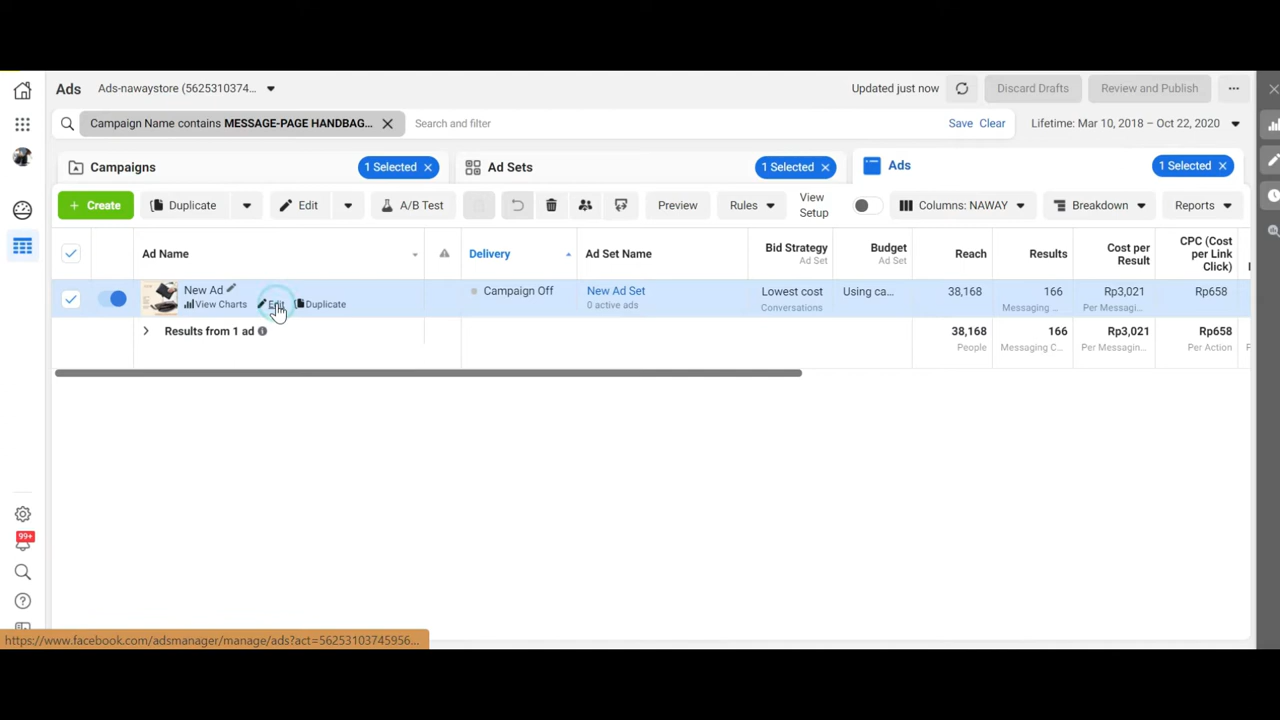 Ads
Ads-nawaystore (5625310374...
Updated just now
Discard Drafts
Review and Publish
Campaign Name contains MESSAGE-PAGE HANDBAG...
Search and filter
Save Clear
Lifetime: Mar 10, 2018 – Oct 22, 2020
Campaigns
1 Selected
Ad Sets
1 Selected
Ads
1 Selected
+ Create
Duplicate
Edit
A/B Test
Preview
Rules
View
Setup
Columns: NAWAY
Breakdown
Reports
Ad Name
Delivery
Ad Set Name
Bid Strategy
Ad Set
Budget
Ad Set
Reach
Results
Cost per
Result
CPC (Cost
per Link
Click)
New Ad
View Charts
Edit
Duplicate
Campaign Off
New Ad Set
0 active ads
Lowest cost
Conversations
Using ca...
38,168
166
Messaging ...
Rp3,021
Per Messagi...
Rp658
Results from 1 ad
38,168
People
166
Messaging C...
Rp3,021
Per Messagin...
Rp658
Per Action
99+
https://www.facebook.com/adsmanager/manage/ads?act=56253103745956...